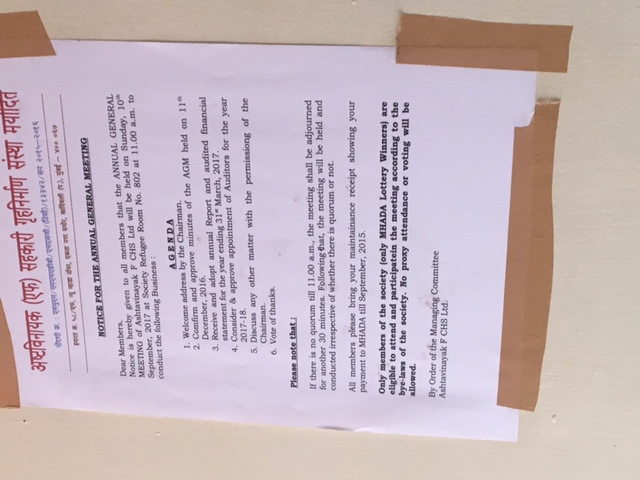 अष्टविनायक (एफ) सहकारी गृहनिर्माण संस्था मर्यादित
नोंदणी क्र. : एमयुएम/एमएमएडीबी/एचएसजी/(टिसी)/१३३४२/सन २०१५-२०१६
इमारत क्र. ५८/एफ, न्यू म्हाडा टॉवर, एकता नगर समोर, कांदिवली (प.), मुंबई - ४०० ०६७
NOTICE FOR THE ANNUAL GENERAL MEETING
Dear Members,
Notice is hereby given to all members that the ANNUAL GENERAL
MEETING of Ashtavinayak F CHS Ltd will be held on Sunday, 10th
September, 2017 at Society Refugee Room No. 802 at 11.00 a.m. to
conduct the following Business :
A G E N D A
1. Welcome address by the Chairman.
2. Comfirm and approve minutes of the AGM held on 11th
December, 2016.
3. Receive and adopt annual Report and audited financial
statement for the year ending 31st March, 2017.
4. Consider & approve appointment of Auditors for the year
2017-18.
5. Discuss any other matter with the permissiong of the
Chairman.
6. Vote of thanks.
Please note that :
If there is no quorum till 11.00 a.m., the meeting shall be adjourned
for another 30 minutes. Following that, the meeting will be held and
conducted irrespective of whether there is quorum or not.
All members please bring your maintainance receipt showing your
payment to MHADA till September, 2015.
Only members of the society (only MHADA Lottery Winners) are
eligible to attend and participatein the meeting according to the
bye-laws of the society. No proxy attendance or voting will be
allowed.
By Order of the Managing Committee
Ashtavinayak F CHS Ltd.